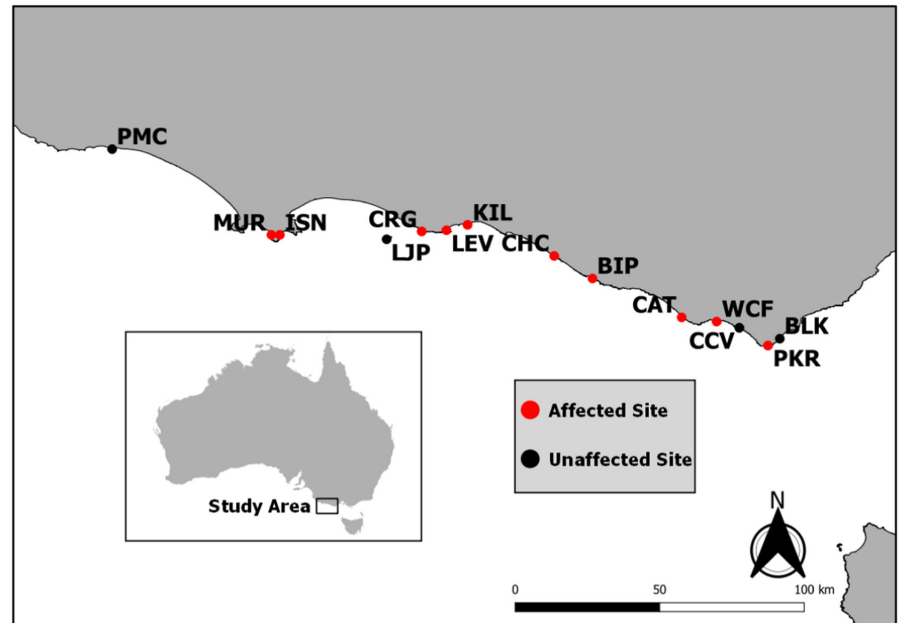 PMC
MUR
ISN
CRG
KIL
LJP
LEV
CHC
BIP
CAT
WCF
CCV
BLK
PKR
Affected Site
Unaffected Site
Study Area
N
0
50
100 km